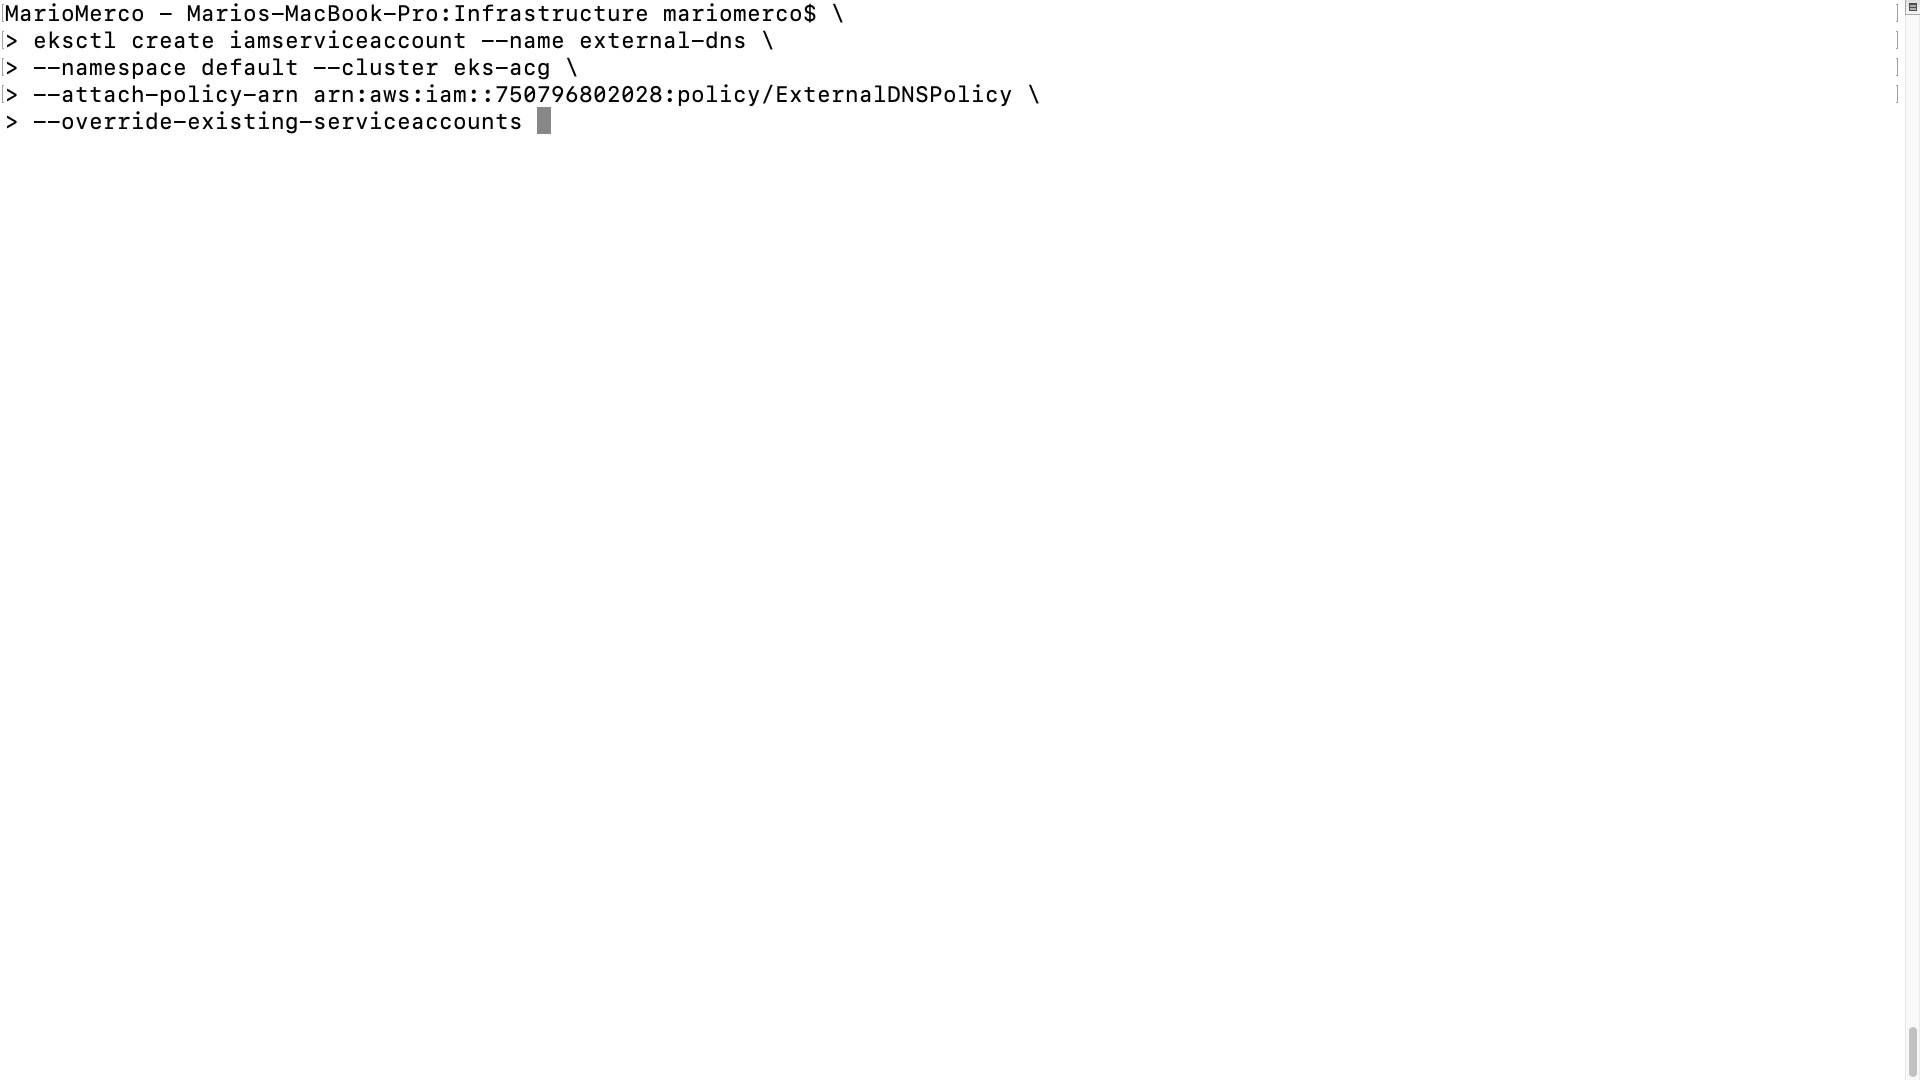 MarioMerco - Marios-MacBook-Pro:Infrastructure mariomerco$ \
> eksctl create iamserviceaccount --name external-dns \
> --namespace default --cluster eks-acg \
> --attach-policy-arn arn:aws:iam::750796802028:policy/ExternalDNSPolicy \
> --override-existing-serviceaccounts